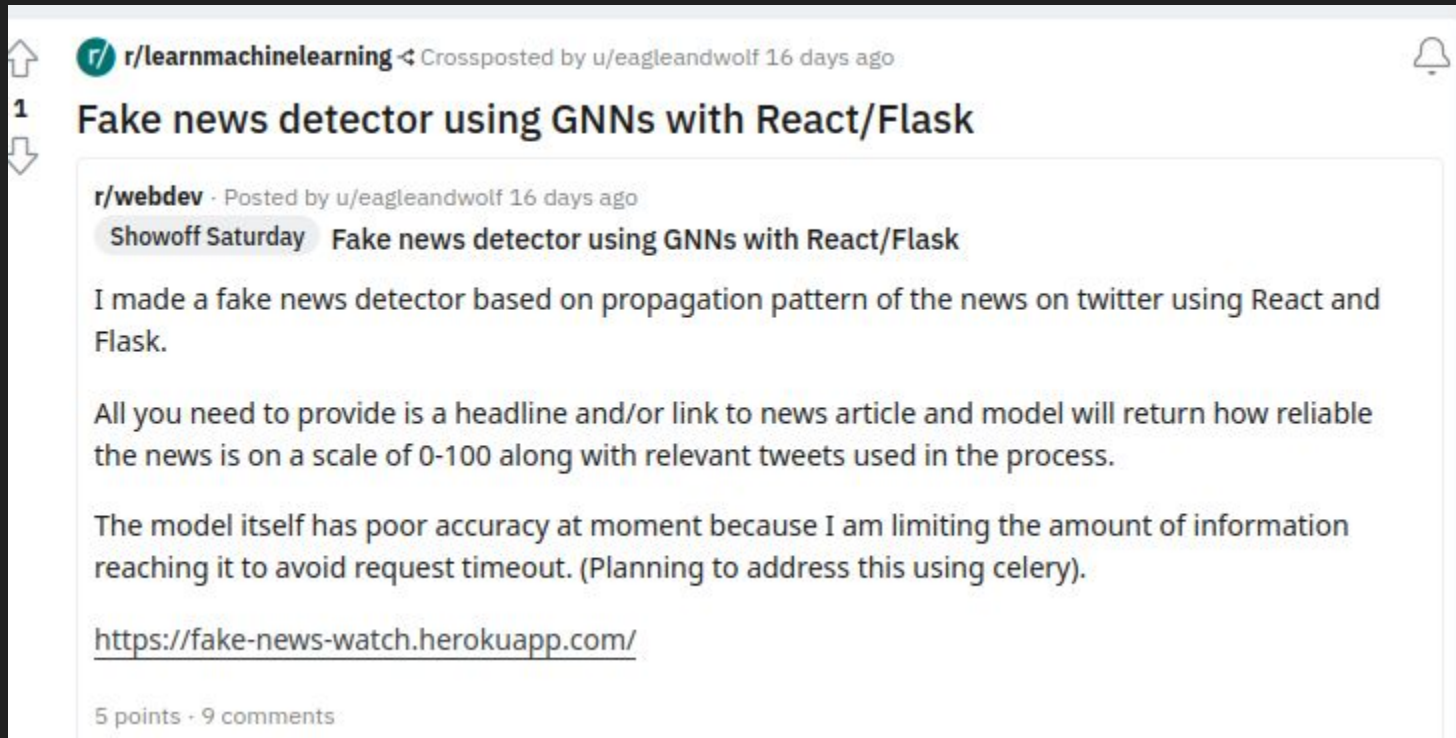 r/ r/learnmachinelearning Crossposted by u/eagleandwolf 16 days ago
1
Fake news detector using GNNs with React/Flask
r/webdev · Posted by u/eagleandwolf 16 days ago
Showoff Saturday Fake news detector using GNNs with React/Flask
I made a fake news detector based on propagation pattern of the news on twitter using React and
Flask.
All you need to provide is a headline and/or link to news article and model will return how reliable
the news is on a scale of 0-100 along with relevant tweets used in the process.
The model itself has poor accuracy at moment because I am limiting the amount of information
reaching it to avoid request timeout. (Planning to address this using celery).
https://fake-news-watch.herokuapp.com/
5 points · 9 comments